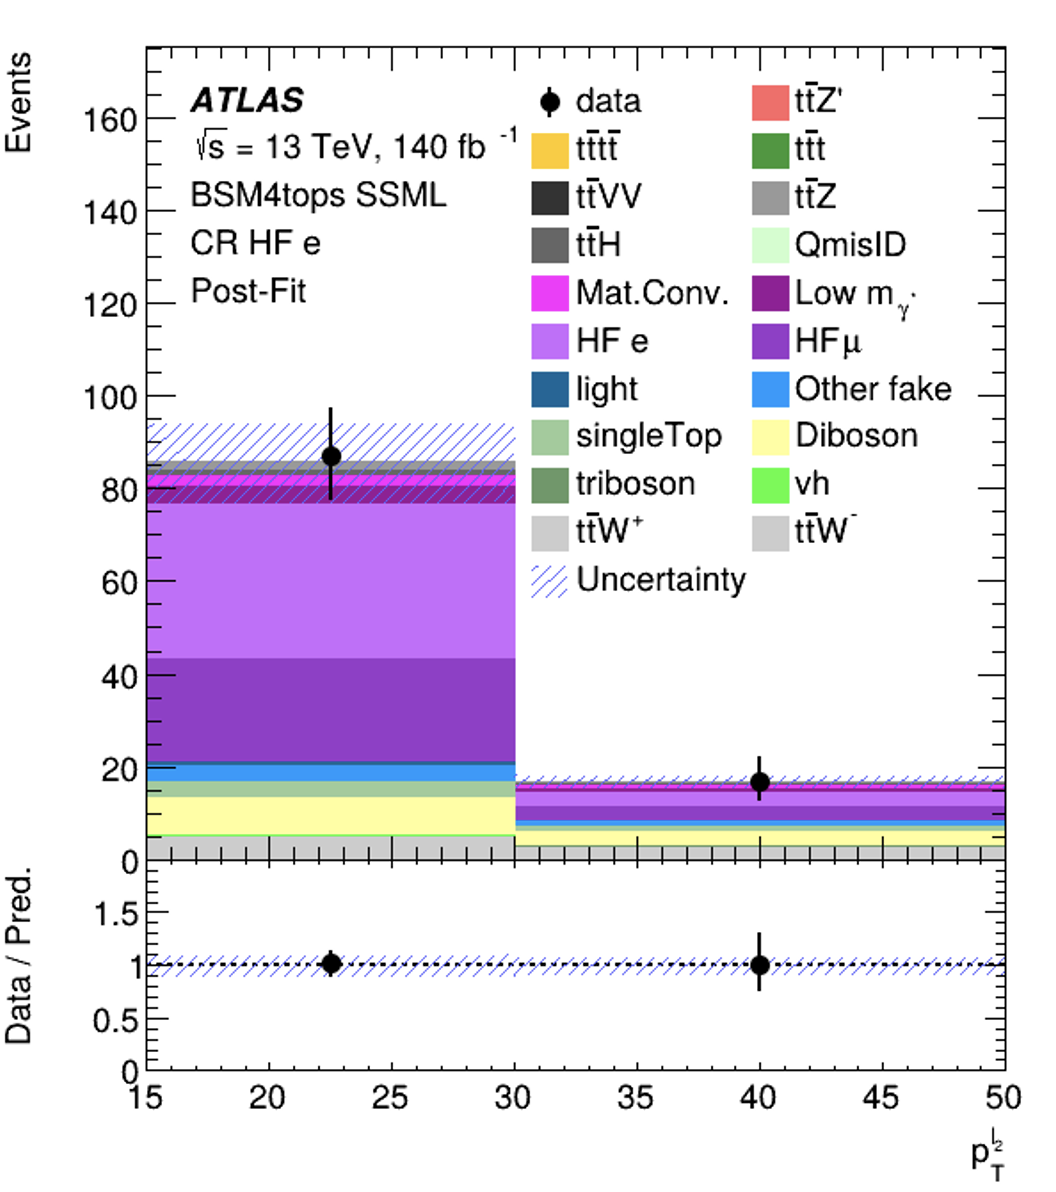 Events
160
140
120
100
80
60
40
20
0
ATLAS
√s = 13 TeV, 140 fb⁻¹
BSM4tops SSML
CR HF e
Post-Fit
data
tt̄Z'
tt̄tt̄
tt̄t
tt̄VV
tt̄Z
tt̄H
QmisID
Mat.Conv.
Low m_γ*
HF e
HFμ
light
Other fake
singleTop
Diboson
triboson
vh
tt̄W⁺
tt̄W⁻
Uncertainty
Data / Pred.
1.5
1
0.5
0
15 20 25 30 35 40 45 50
p_T^l₂